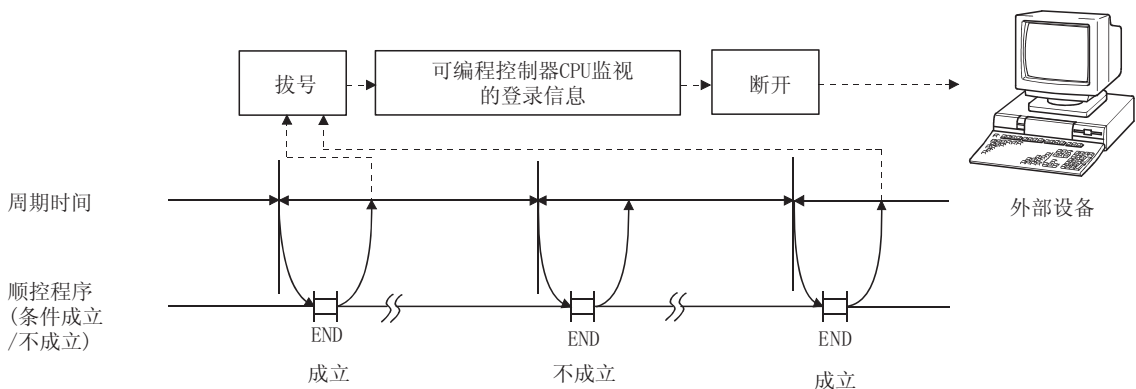 拔号
可编程控制器CPU监视
的登录信息
断开
外部设备
周期时间
顺控程序
(条件成立
/不成立)
END
END
END
成立
不成立
成立